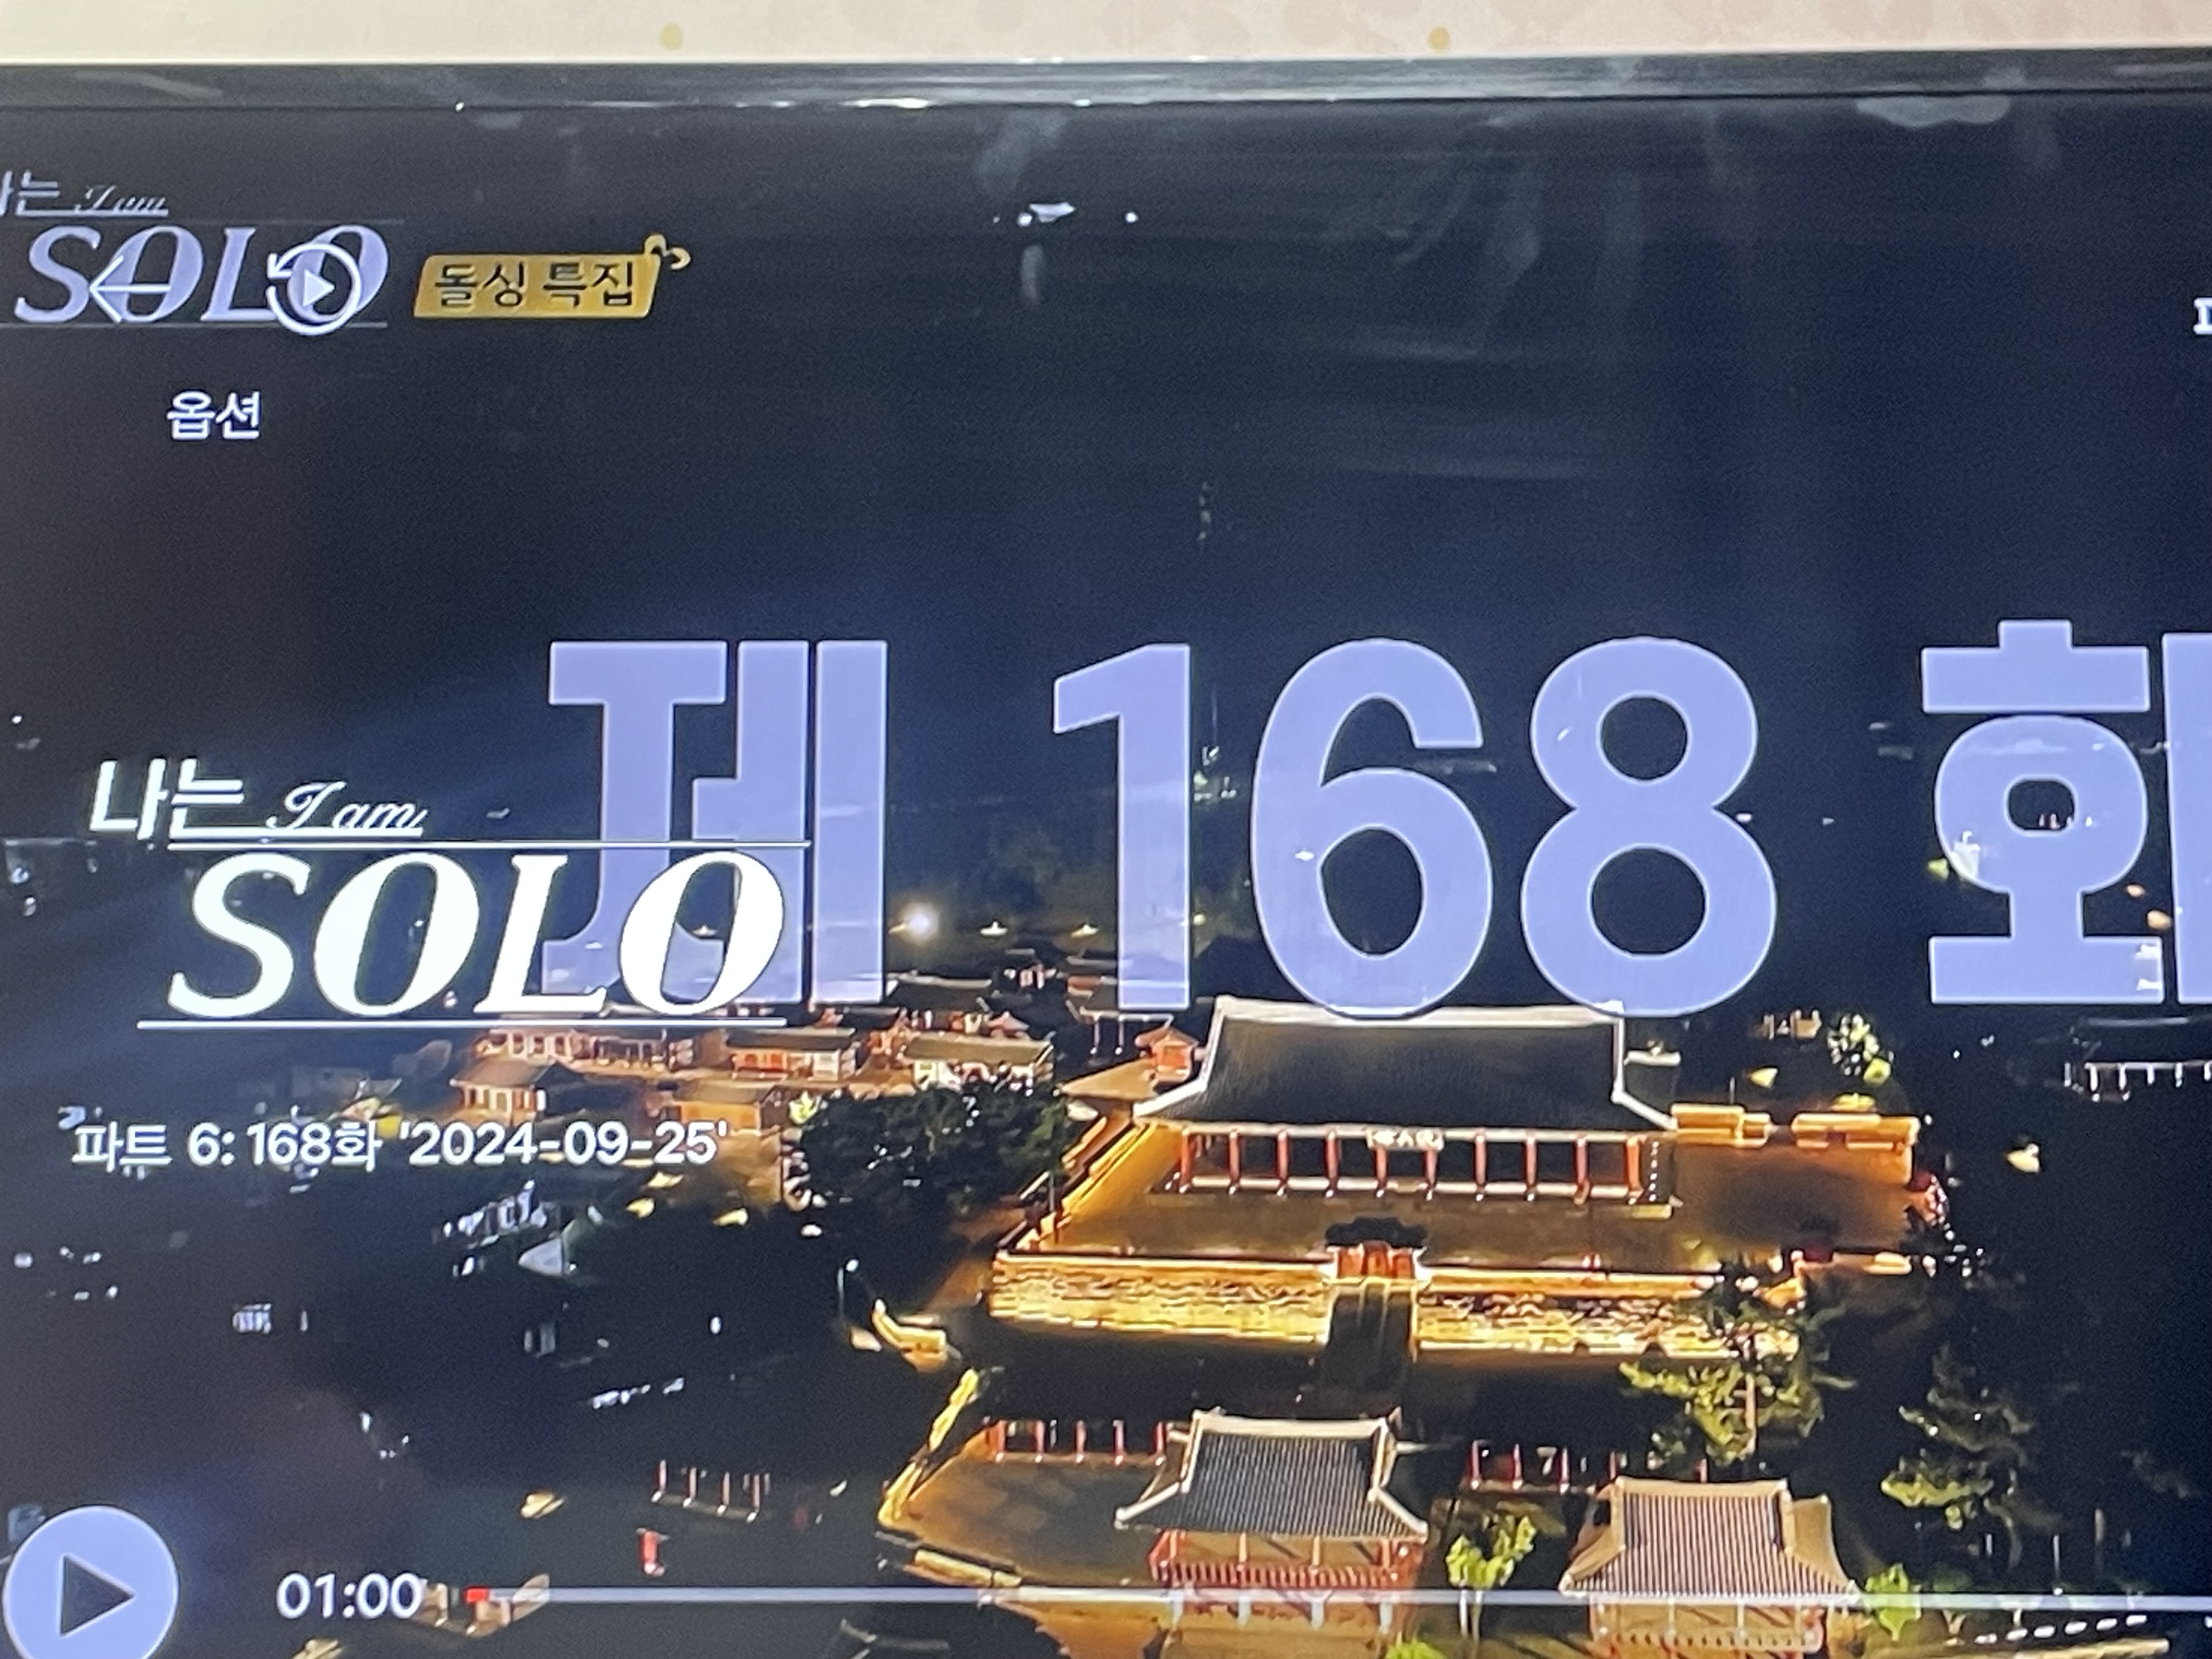 나는 I am
SOLO
돌싱 특집
옵션
제 168 회
나는 I am
SOLO
파트 6: 168화 '2024-09-25'
01:00